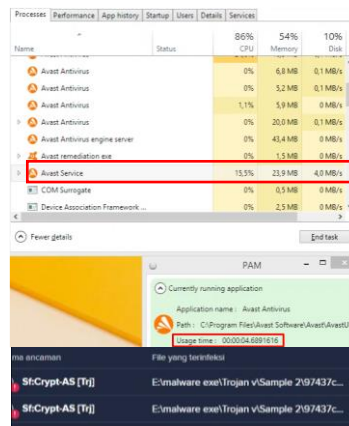 Processes Performance App history Startup Users Details Services
86% 54% 10%
Name Status CPU Memory Disk
Avast Antivirus 0% 6,8 MB 0,1 MB/s
Avast Antivirus 0% 5,2 MB 0,1 MB/s
Avast Antivirus 1,1% 5,9 MB 0 MB/s
Avast Antivirus 0% 20,0 MB 0,1 MB/s
Avast Antivirus engine server 0% 43,4 MB 0 MB/s
Avast remediation exe 0% 1,5 MB 0 MB/s
Avast Service 15,5% 23,9 MB 4,0 MB/s
COM Surrogate 0% 0,5 MB 0 MB/s
Device Association Framework ... 0% 2,5 MB 0 MB/s
Fewer details End task
PAM
Currently running application
Application name : Avast Antivirus
Path : C:\Program Files\Avast Software\Avast\AvastU
Usage time : 00:00:04.6891616
ma ancaman File yang terinfeksi
Sf:Crypt-AS [Trj] E:\malware exe\Trojan v\Sample 2\97437c...
Sf:Crypt-AS [Trj] E:\malware exe\Trojan v\Sample 2\97437c...